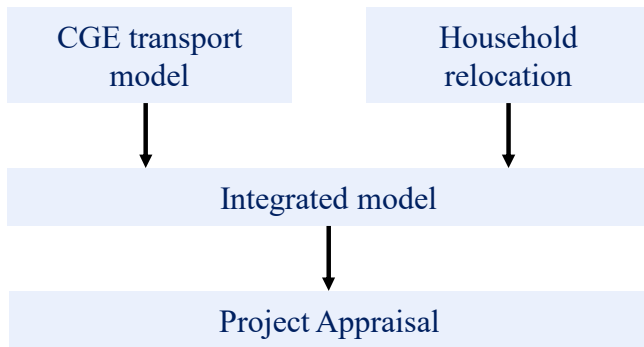 CGE transport
model
Household
relocation
Integrated model
Project Appraisal